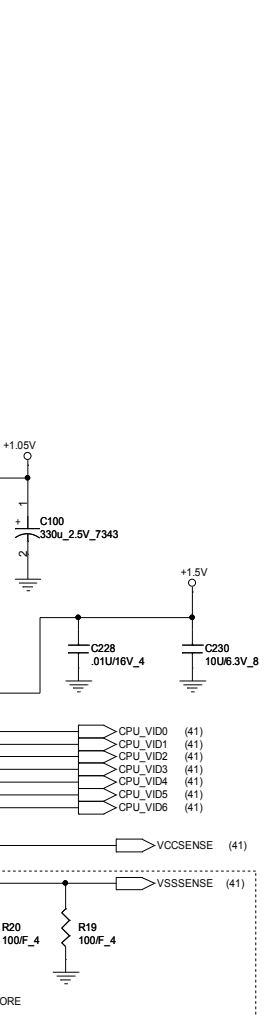 +1.05V
1
+
C100
330u_2.5V_7343
2
+1.5V
C228
.01U/16V_4
C230
10U/6.3V_8
CPU_VID0 (41)
CPU_VID1 (41)
CPU_VID2 (41)
CPU_VID3 (41)
CPU_VID4 (41)
CPU_VID5 (41)
CPU_VID6 (41)
VCCSENSE (41)
VSSSENSE (41)
R20
100/F_4
R19
100/F_4
ORE